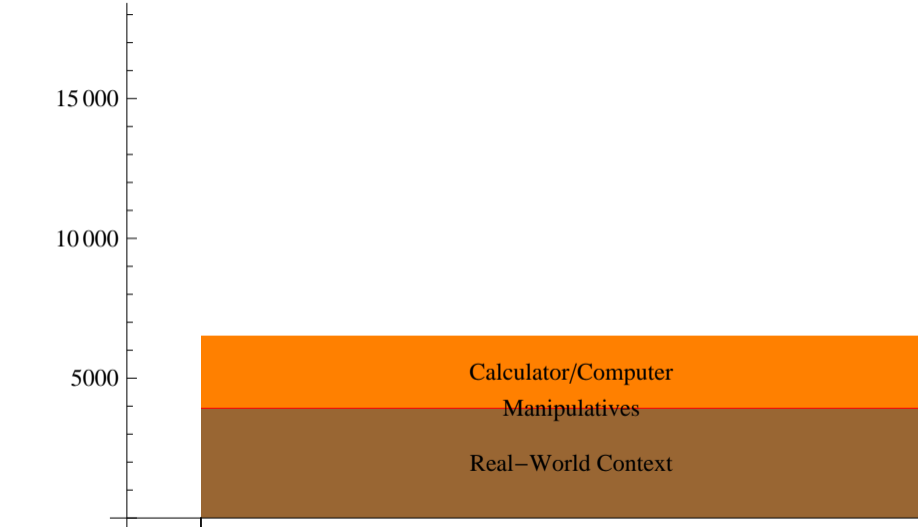 15 000
10 000
5000
Calculator/Computer
Manipulatives
Real−World Context